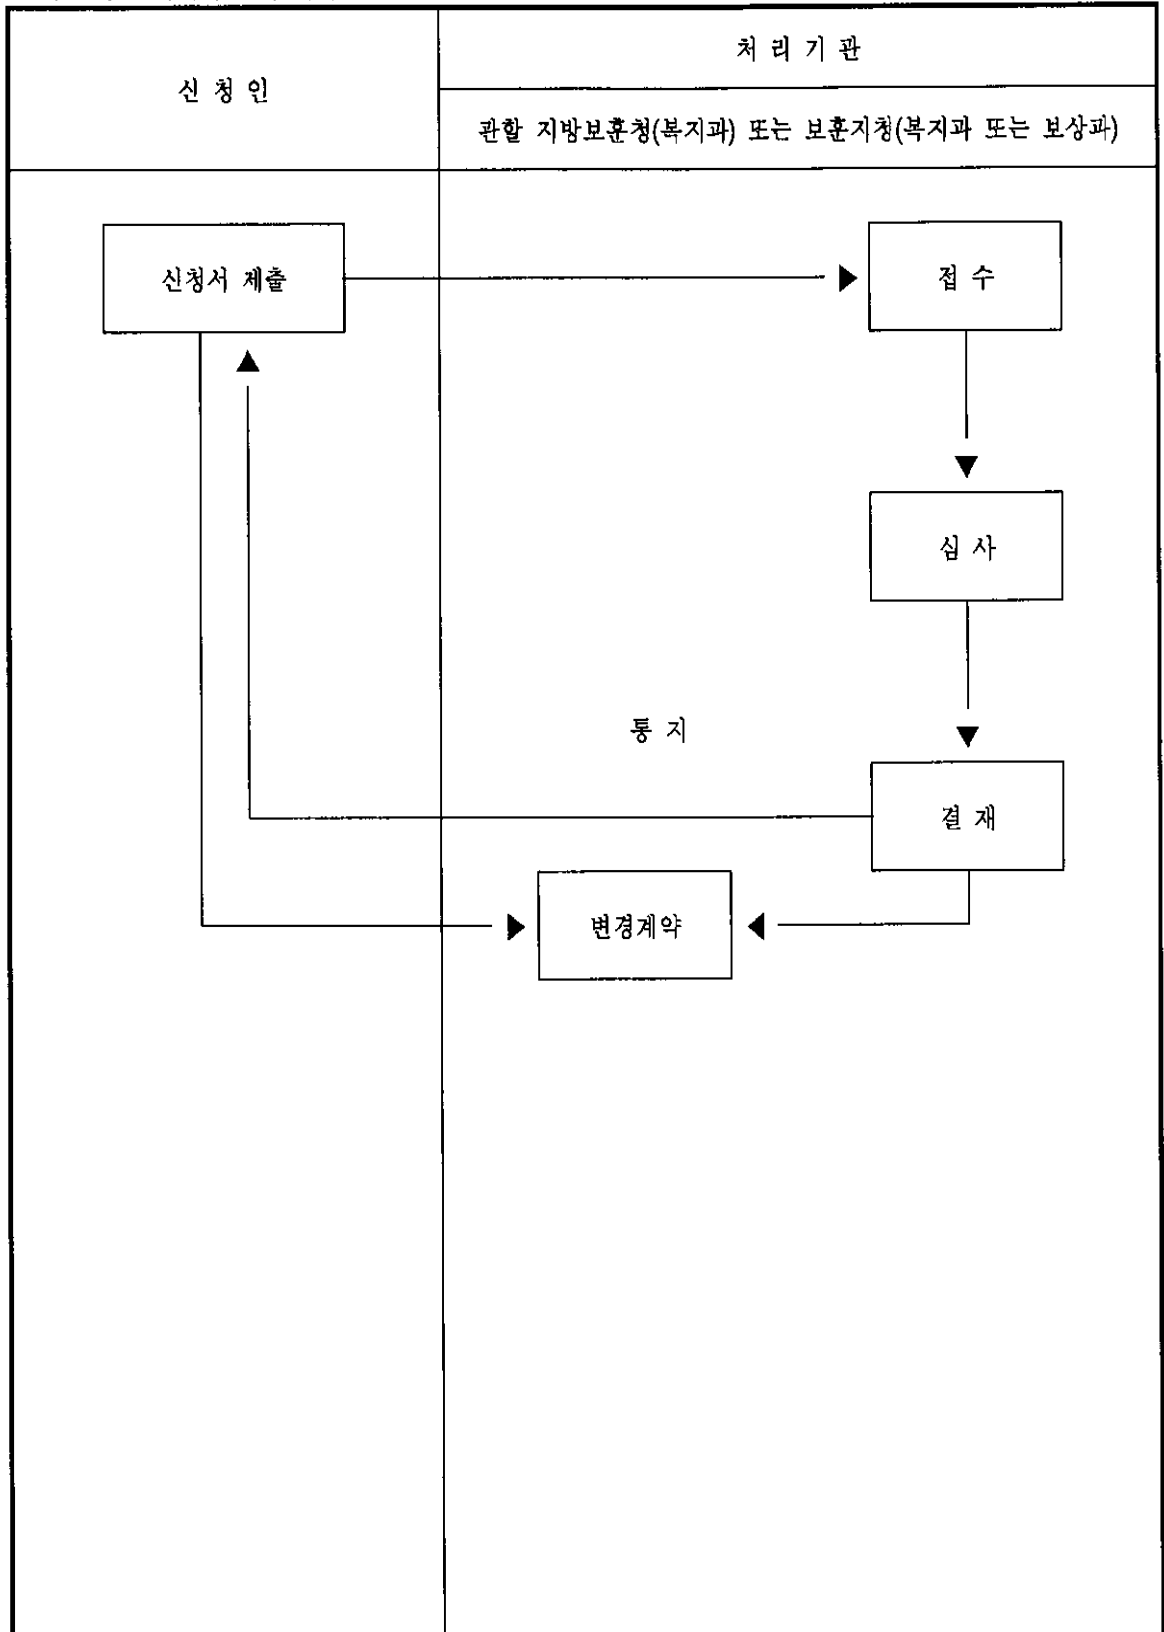 처 리 기 관
신 청 인
관할 지방보훈청(복지과) 또는 보훈지청(복지과 또는 보상과)
신청서 제출
접 수
심 사
통 지
결 재
변경계약